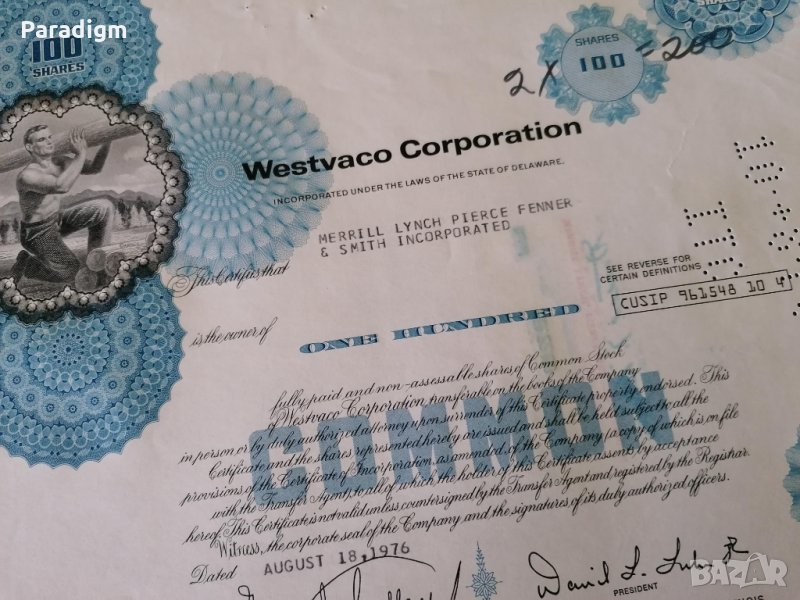 Paradigm
100
SHARES
SHARES
SHARES
100
2X = 200
Westvaco Corporation
INCORPORATED UNDER THE LAWS OF THE STATE OF DELAWARE.
MERRILL LYNCH PIERCE FENNER
& SMITH INCORPORATED
This Certifies that
SEE REVERSE FOR
CERTAIN DEFINITIONS
CUSIP 961548 10 4
is the owner of
ONE HUNDRED
COMMON
fully paid and non-assessable shares of Common Stock
of Westvaco Corporation, transferable on the books of the Company
in person or by duly authorized attorney upon surrender of this Certificate properly endorsed. This
Certificate and the shares represented hereby are issued and shall be held subject to all the
provisions of the Certificate of Incorporation, as amended, of the Company (a copy of which is on file
with the Transfer Agent), to all of which the holder of this Certificate assents by acceptance
hereof. This Certificate is not valid unless countersigned by the Transfer Agent and registered by the Registrar.
Witness, the corporate seal of the Company and the signatures of its duly authorized officers.
Dated AUGUST 18, 1976
David L. Luke
PRESIDENT
BAZAR.BG